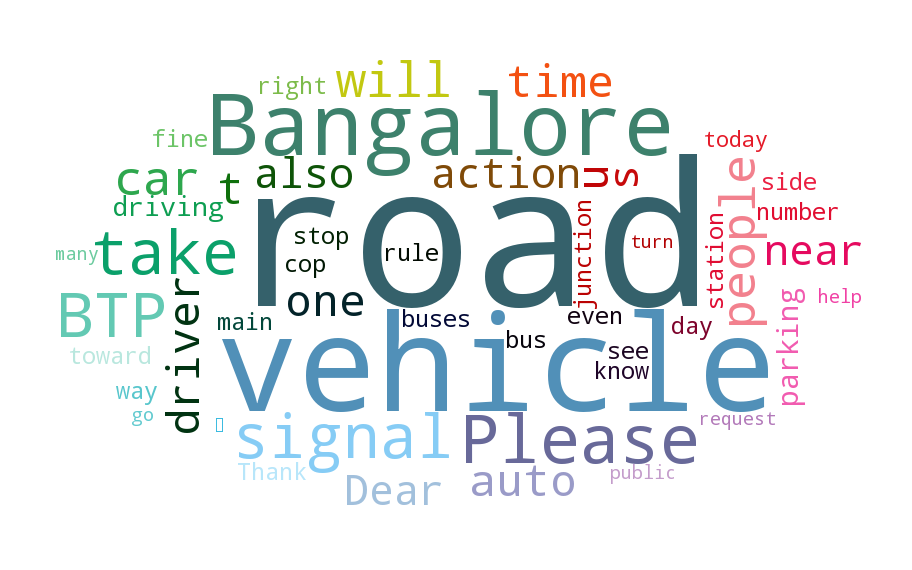 right
will
time
Bangalore
fine
today
car
t
also
action
us
people
side
driving
road
number
many
take
stop
cop
rule
junction
turn
station
near
BTP
driver
main
one
buses
even
day
parking
help
toward
vehicle
bus
see
know
way
go
signal
Please
request
Thank
Dear
auto
public